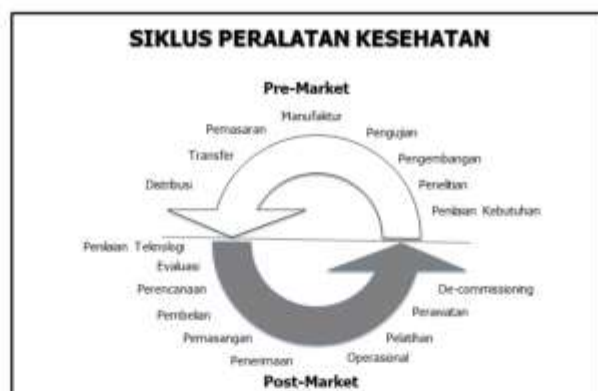 SIKLUS PERALATAN KESEHATAN
Pre-Market
Manufaktur
Pemasaran
Pengujian
Transfer
Pengembangan
Distribusi
Penelitian
Penilaian Kebutuhan
Penilaian Teknologi
Evaluasi
De-commissioning
Perencanaan
Perawatan
Pembelian
Pelatihan
Pemasangan
Operasional
Penerimaan
Post-Market